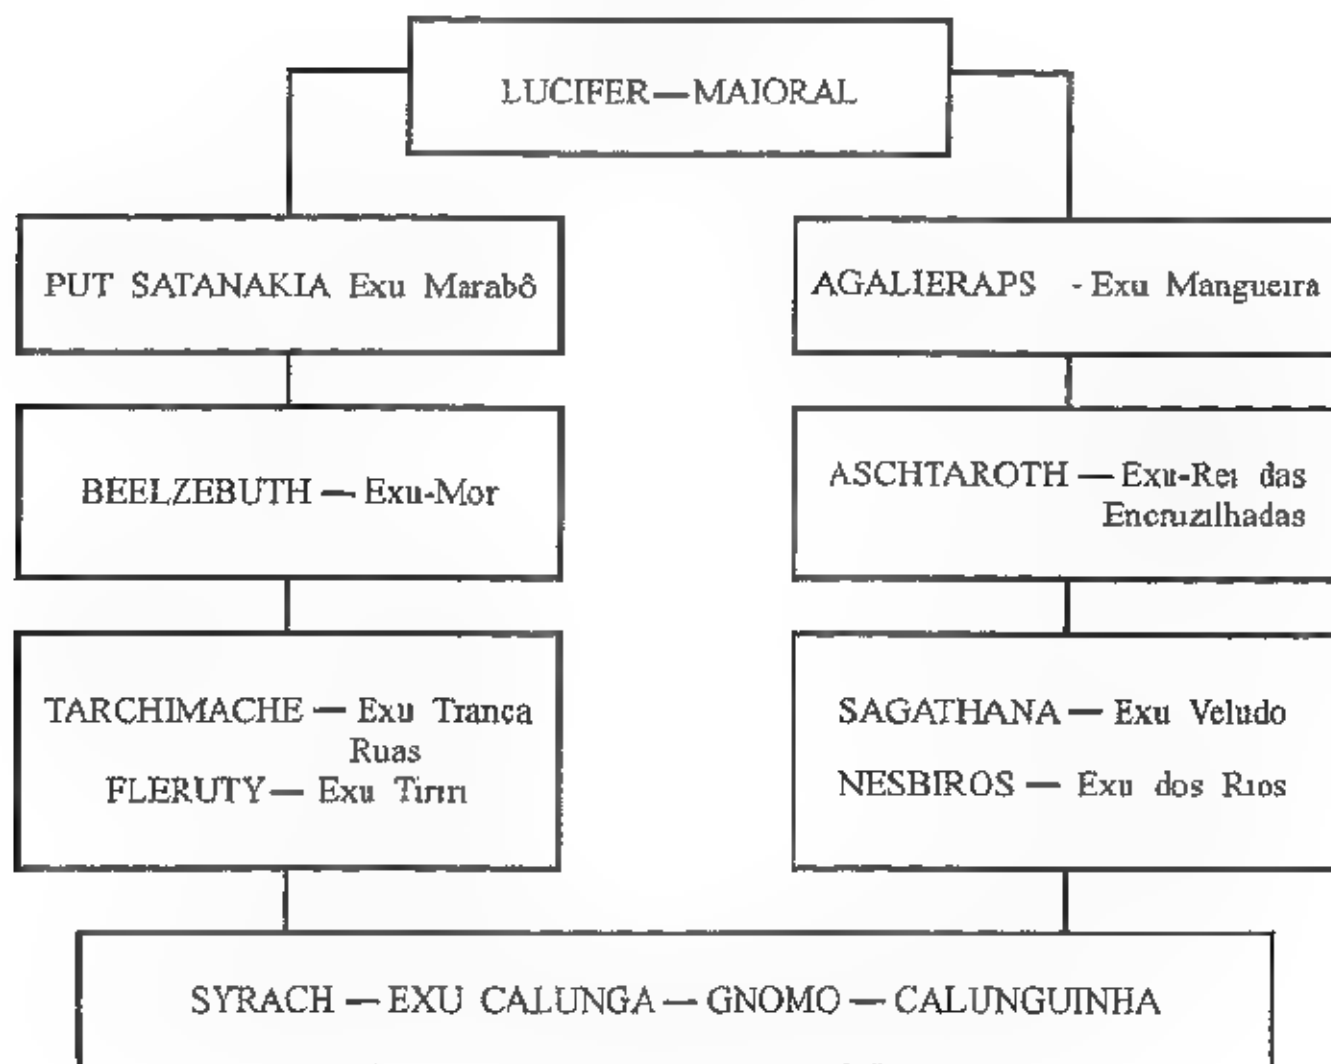 LUCIFER — MAIORAL
PUT SATANAKIA Exu Marabô
AGALIERAPS - Exu Mangueira
BEELZEBUTH — Exu-Mor
ASCHTAROTH — Exu-Rei das
Encruzilhadas
TARCHIMACHE — Exu Tranca
Ruas
FLERUTY — Exu Tiriri
SAGATHANA — Exu Veludo
NESBIROS — Exu dos Rios
SYRACH — EXU CALUNGA — GNOMO — CALUNGUINHA